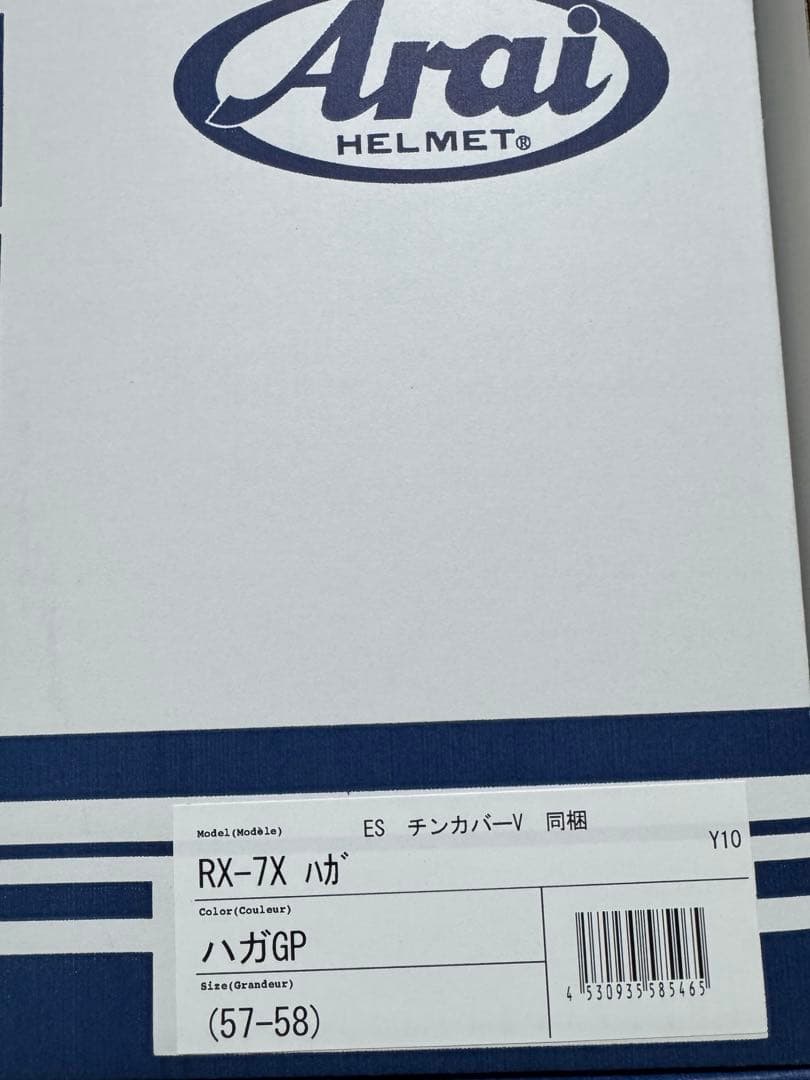 Arai
HELMET®
Model(Modèle)
ES チンカバーV 同梱
Y10
RX-7X ﾊｶﾞ
Color(Couleur)
ハガGP
Size(Grandeur)
(57-58)
4 530935 585465